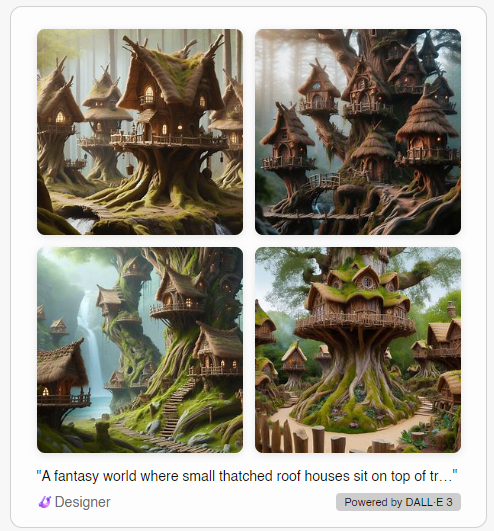 "A fantasy world where small thatched roof houses sit on top of tr..."
Designer
Powered by DALL·E 3